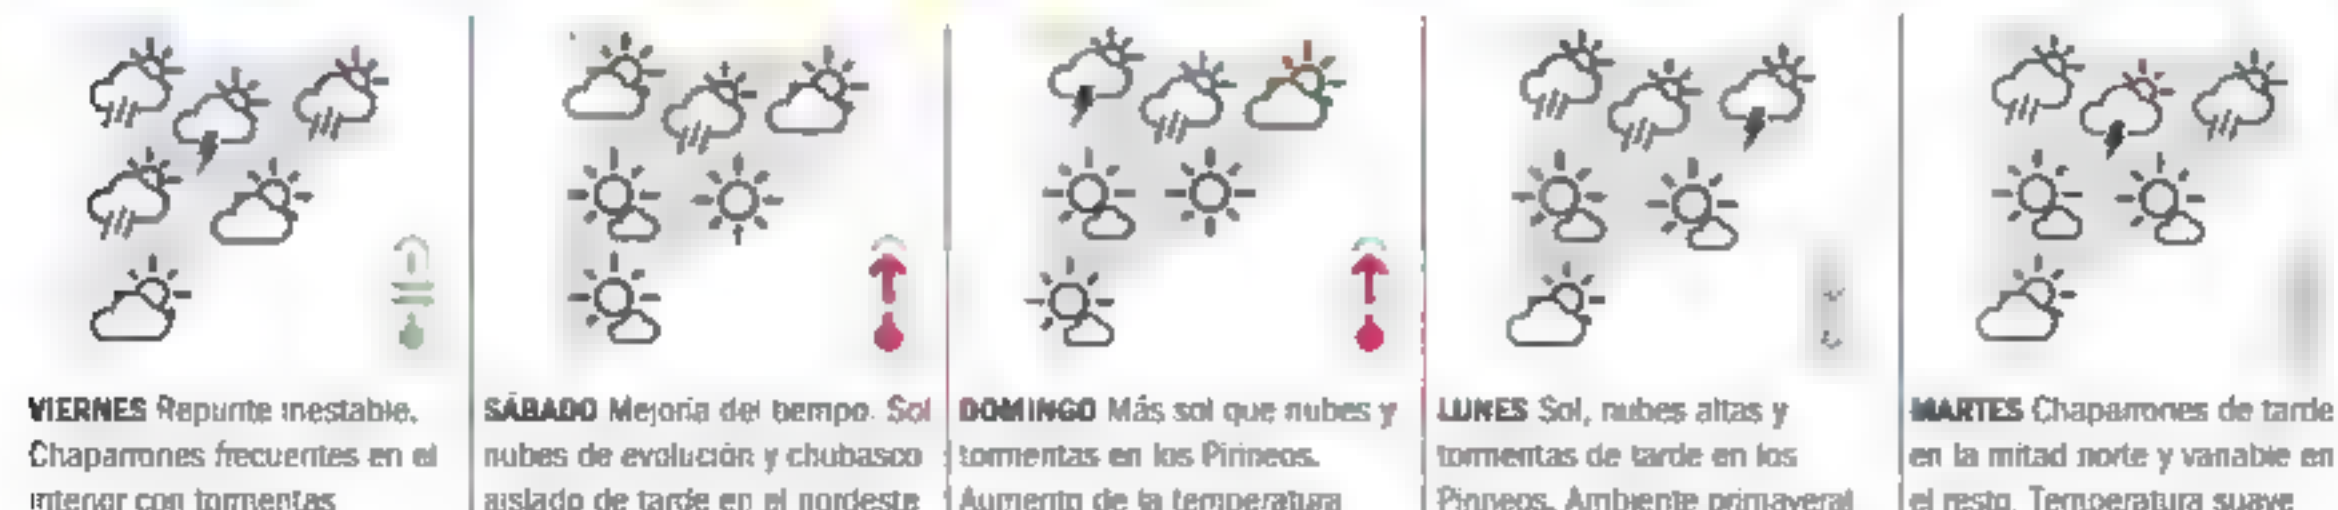 VIERNES Repunte inestable.
Chaparrones frecuentes en el
interior con tormentas
SÁBADO Mejoría del tiempo. Sol
nubes de evolución y chubasco
aislado de tarde en el nordeste
DOMINGO Más sol que nubes y
tormentas en los Pirineos.
Aumento de la temperatura
LUNES Sol, nubes altas y
tormentas de tarde en los
Pirineos. Ambiente primaveral
MARTES Chaparrones de tarde
en la mitad norte y variable en
el resto. Temperatura suave